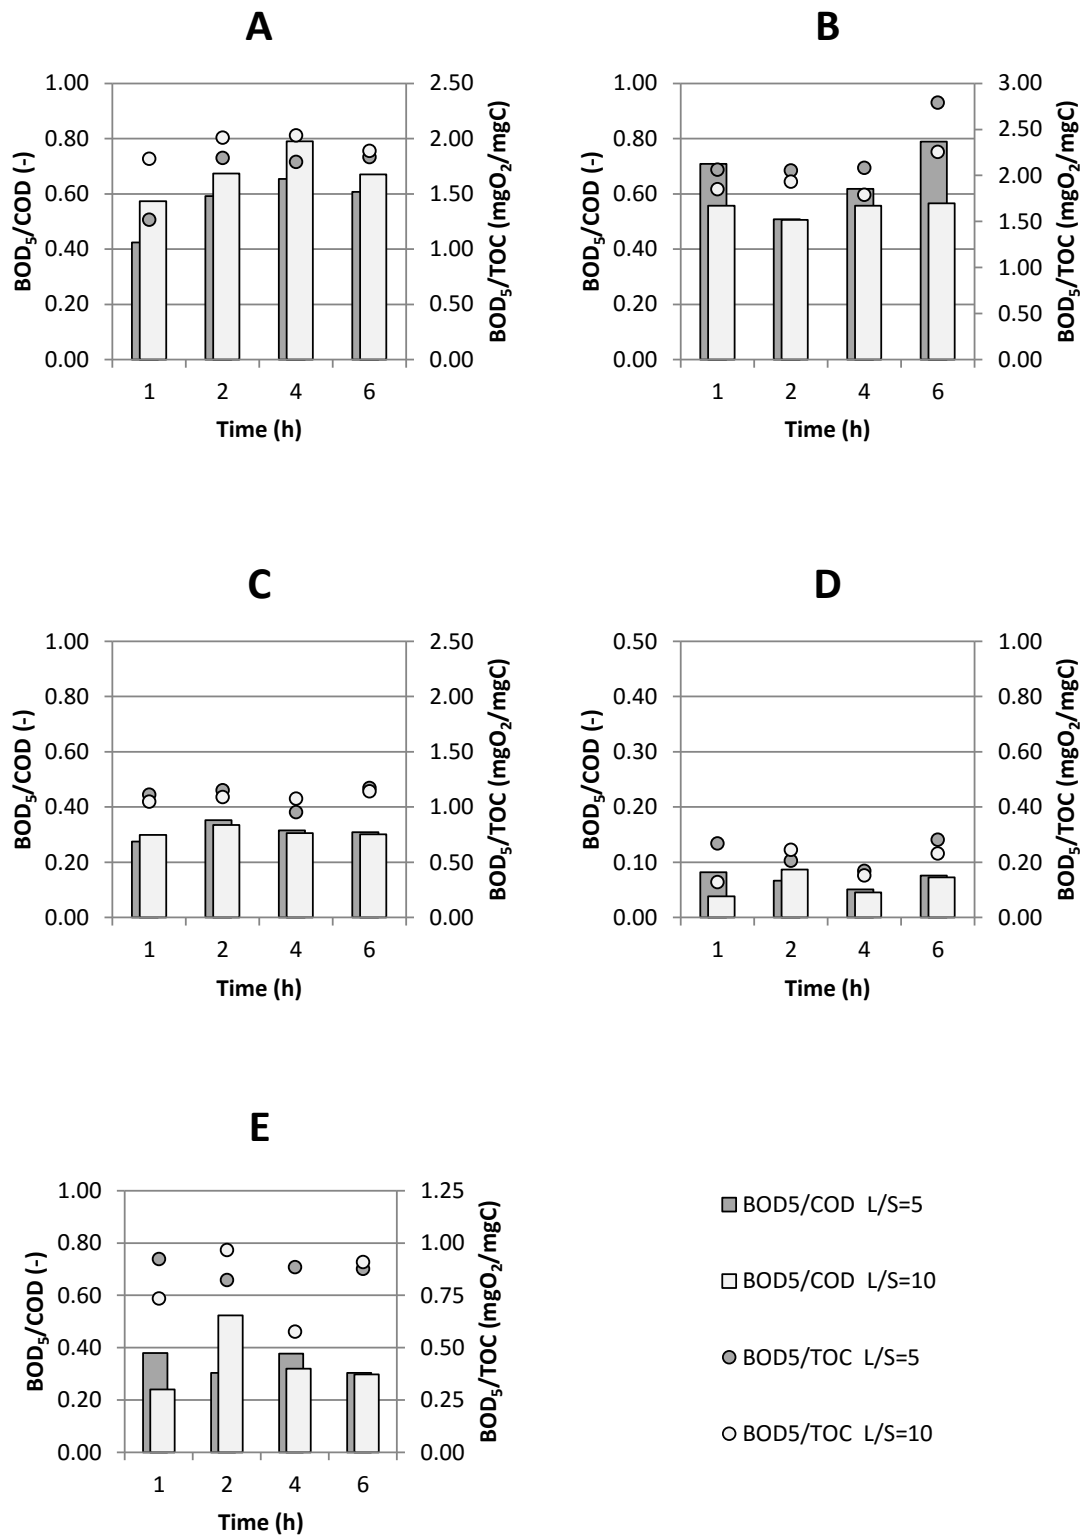 A
BOD5/COD (-)
1.00
0.80
0.60
0.40
0.20
0.00
2.50
2.00
1.50
1.00
0.50
0.00
BOD5/TOC (mgO2/mgC)
1 2 4 6
Time (h)
B
BOD5/COD (-)
1.00
0.80
0.60
0.40
0.20
0.00
3.00
2.50
2.00
1.50
1.00
0.50
0.00
BOD5/TOC (mgO2/mgC)
1 2 4 6
Time (h)
C
BOD5/COD (-)
1.00
0.80
0.60
0.40
0.20
0.00
2.50
2.00
1.50
1.00
0.50
0.00
BOD5/TOC (mgO2/mgC)
1 2 4 6
Time (h)
D
BOD5/COD (-)
0.50
0.40
0.30
0.20
0.10
0.00
1.00
0.80
0.60
0.40
0.20
0.00
BOD5/TOC (mgO2/mgC)
1 2 4 6
Time (h)
E
BOD5/COD (-)
1.00
0.80
0.60
0.40
0.20
0.00
1.25
1.00
0.75
0.50
0.25
0.00
BOD5/TOC (mgO2/mgC)
1 2 4 6
Time (h)
BOD5/COD L/S=5
BOD5/COD L/S=10
BOD5/TOC L/S=5
BOD5/TOC L/S=10